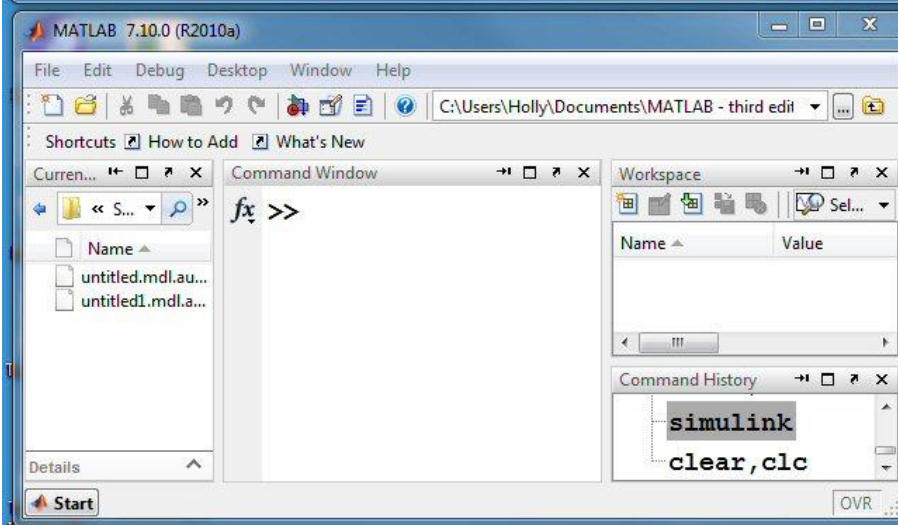 MATLAB 7.10.0 (R2010a)
File Edit Debug Desktop Window Help
C:\Users\Holly\Documents\MATLAB - third edit
Shortcuts How to Add What's New
Curren... Command Window Workspace
« S... » fx >> Sel...
Name Name Value
untitled.mdl.au...
untitled1.mdl.a...
Command History
simulink
Details clear,clc
Start OVR